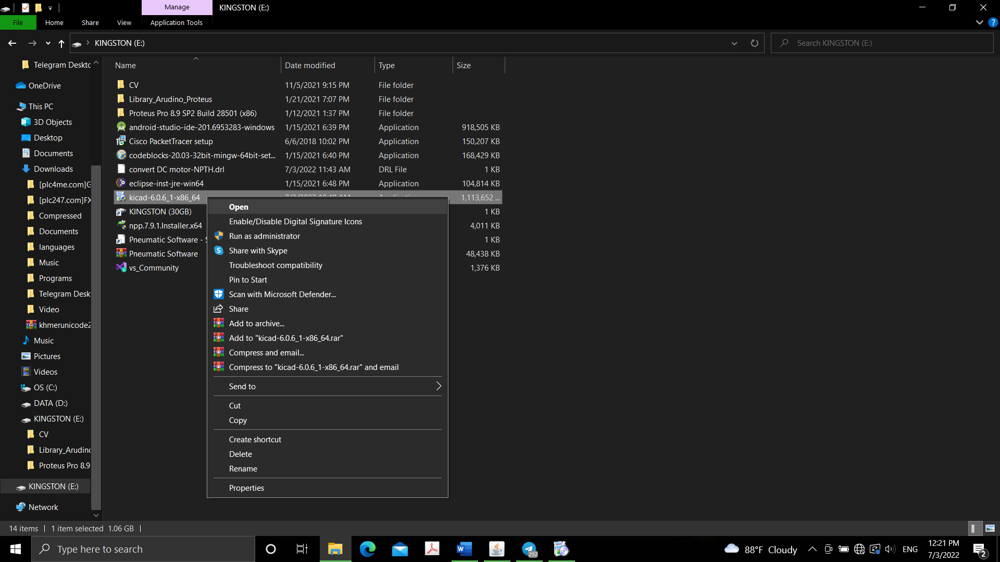 Manage
KINGSTON (E:)
File
Home
Share
View
Application Tools
KINGSTON (E:)
Search KINGSTON (E:)
Telegram Deskto
OneDrive
This PC
3D Objects
Desktop
Documents
Downloads
[plc4me.com]G
[plc247.com]FX
Compressed
Documents
languages
Music
Programs
Telegram Desk
Video
khmerunicode2
Music
Pictures
Videos
OS (C:)
DATA (D:)
KINGSTON (E:)
CV
Library_Arudino
Proteus Pro 8.9
KINGSTON (E:)
Network
Name Date modified Type Size
CV 11/5/2021 9:15 PM File folder
Library_Arudino_Proteus 1/21/2021 7:07 PM File folder
Proteus Pro 8.9 SP2 Build 28501 (x86) 1/12/2021 1:37 PM File folder
android-studio-ide-201.6953283-windows 1/15/2021 6:39 PM Application 918,505 KB
Cisco PacketTracer setup 6/6/2018 10:02 PM Application 150,207 KB
codeblocks-20.03-32bit-mingw-64bit-set... 1/15/2021 6:40 PM Application 168,429 KB
convert DC motor-NPTH.drl 7/3/2022 11:43 AM DRL File 1 KB
eclipse-inst-jre-win64 1/15/2021 6:48 PM Application 104,814 KB
kicad-6.0.6_1-x86_64 1,113,652 ...
KINGSTON (30GB) 1 KB
npp.7.9.1.Installer.x64 4,011 KB
Pneumatic Software - 1 KB
Pneumatic Software 48,438 KB
vs_Community 1,376 KB
Open
Enable/Disable Digital Signature Icons
Run as administrator
Share with Skype
Troubleshoot compatibility
Pin to Start
Scan with Microsoft Defender...
Share
Add to archive...
Add to "kicad-6.0.6_1-x86_64.rar"
Compress and email...
Compress to "kicad-6.0.6_1-x86_64.rar" and email
Send to
Cut
Copy
Create shortcut
Delete
Rename
Properties
14 items 1 item selected 1.06 GB
Type here to search
292
88°F Cloudy
ENG
12:21 PM
7/3/2022
2